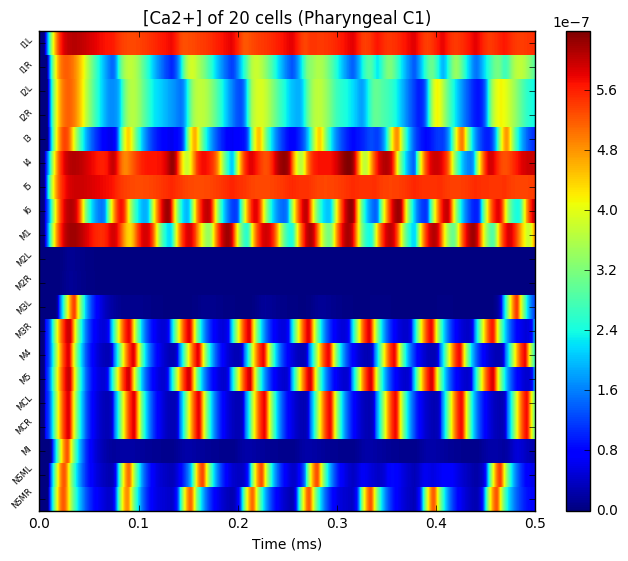 [Ca2+] of 20 cells (Pharyngeal C1)
1e−7
I1L
I1R
I2L
I2R
I3
I4
I5
I6
M1
M2L
M2R
M3L
M3R
M4
M5
MCL
MCR
MI
NSML
NSMR
5.6
4.8
4.0
3.2
2.4
1.6
0.8
0.0
0.0 0.1 0.2 0.3 0.4 0.5
Time (ms)